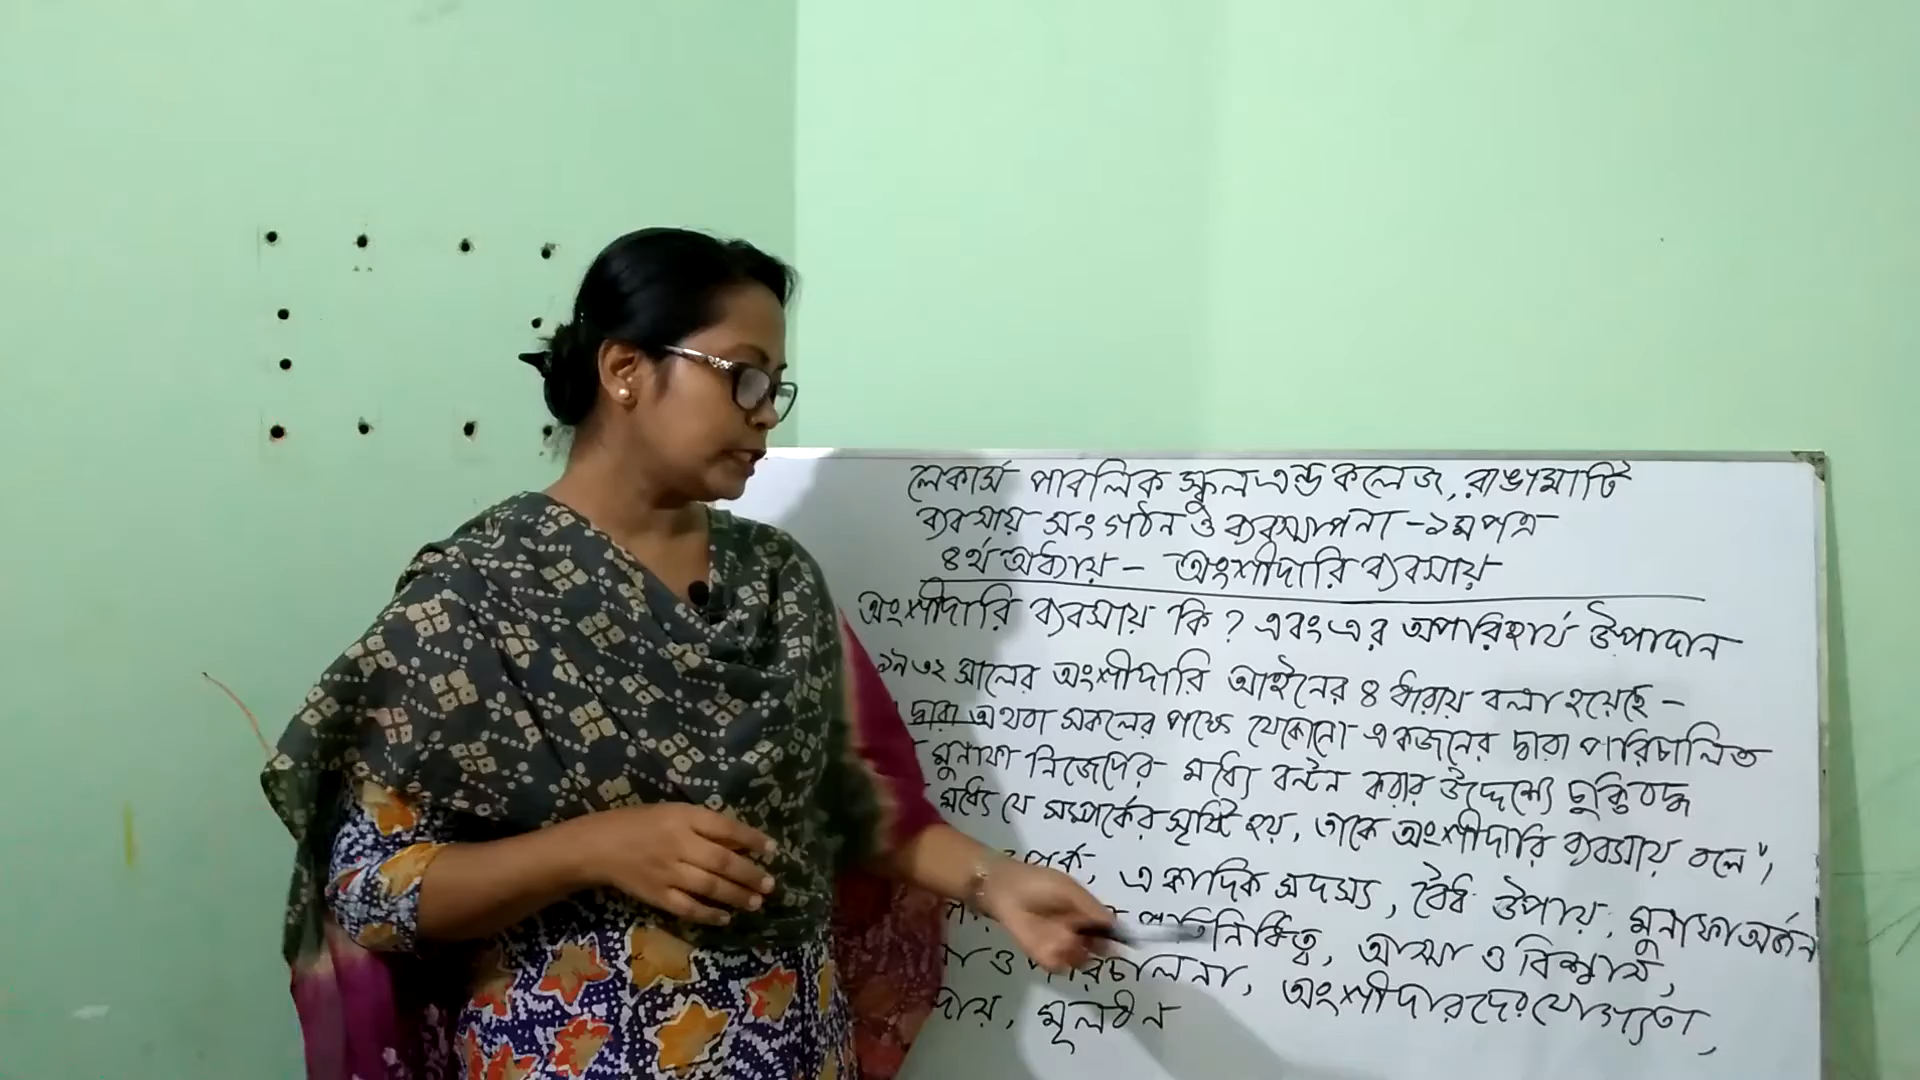 লেকার্স পাবলিক স্কুল এন্ড কলেজ, রাঙামাটি
ব্যবসায় সংগঠন ও ব্যবস্থাপনা - ১ম পত্র
৪র্থ অধ্যায় - অংশীদারি ব্যবসায়
অংশীদারি ব্যবসায় কি? এবং এর অপরিহার্য উপাদান
১৯৩২ সালের অংশীদারি আইনের ৪ ধারায় বলা হয়েছে -
দ্বারা অথবা সকলের পক্ষে যেকোনো একজনের দ্বারা পরিচালিত
মুনাফা নিজেদের মধ্যে বন্টন করার উদ্দেশ্যে চুক্তিবদ্ধ
মধ্যে যে সম্পর্কের সৃষ্টি হয়, তাকে অংশীদারি ব্যবসায় বলে",
একাদিক সদস্য, বৈধ উপায়, মুনাফা অর্জন
প্রতিনিধিত্ব, আস্থা ও বিশ্বাস,
ও পরিচালনা, অংশীদারদের যোগ্যতা,
দায়, মূলধন